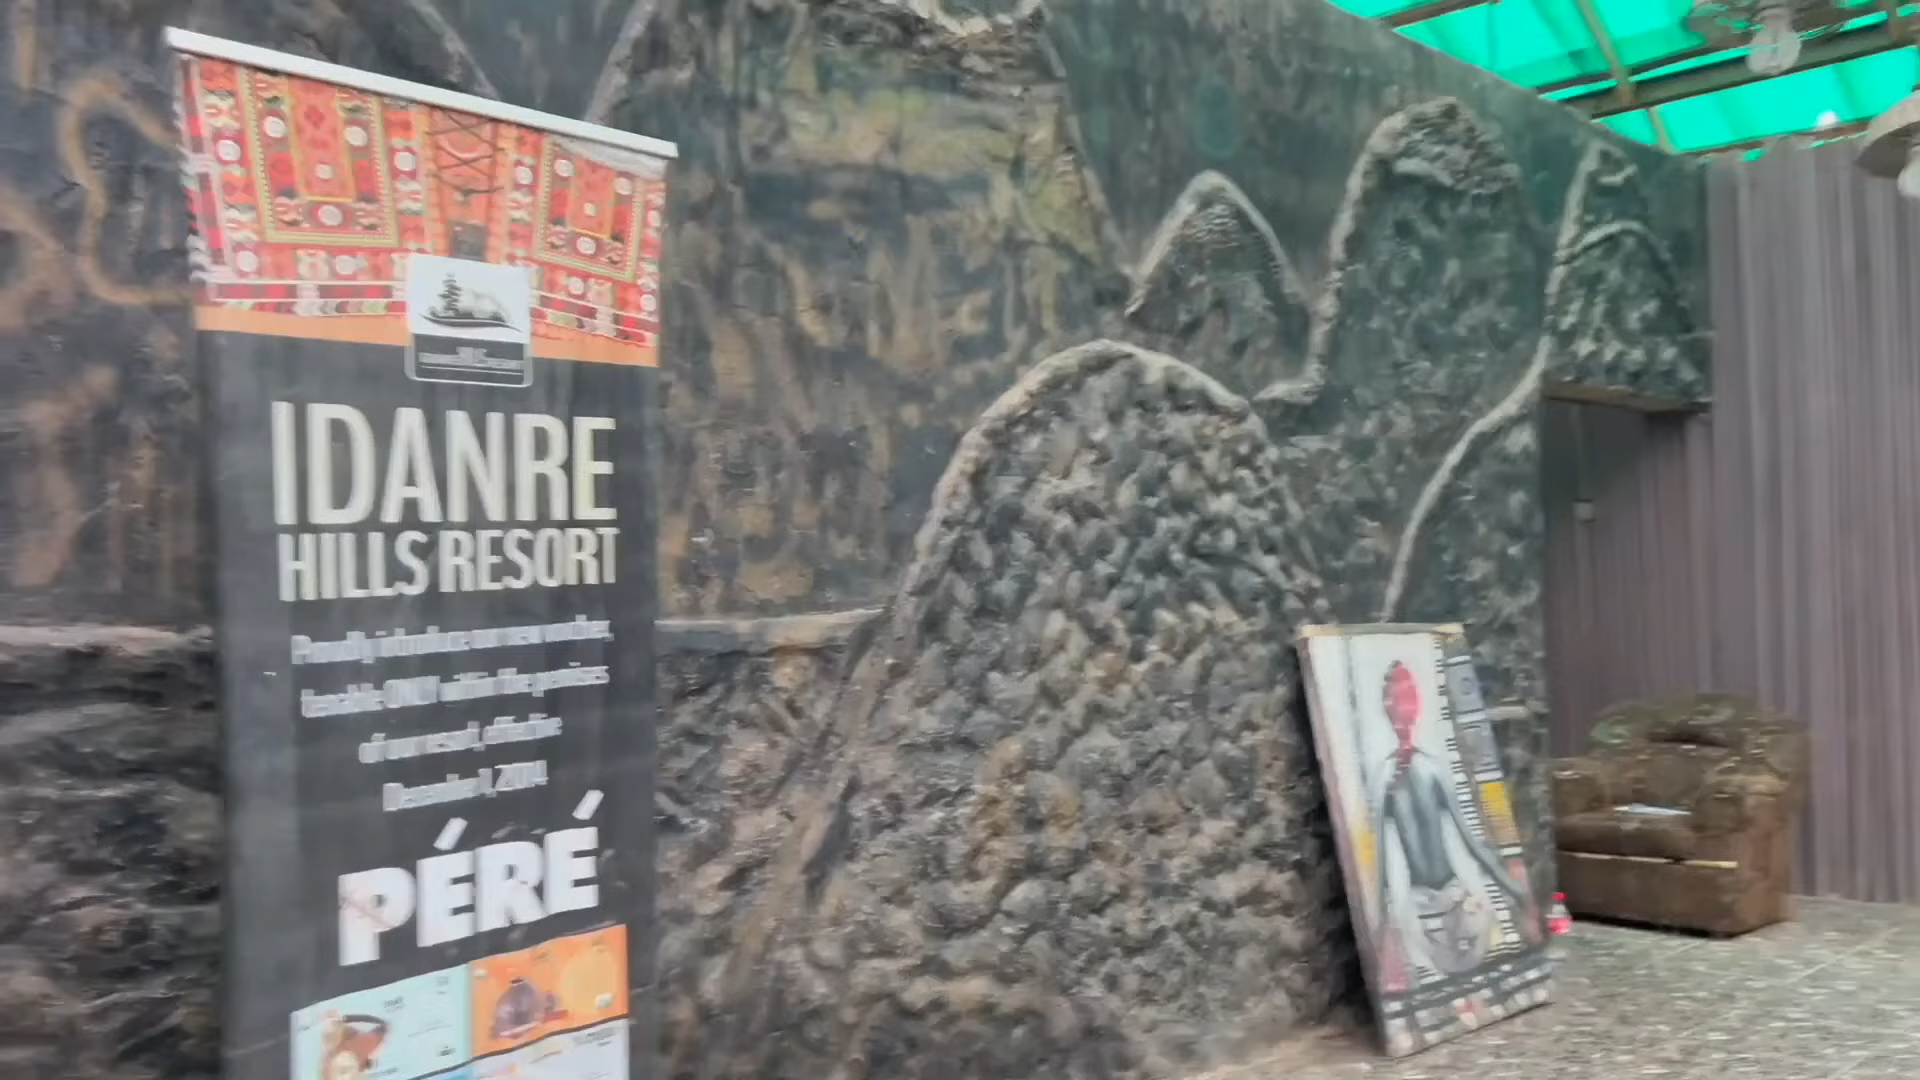 IDANRE
HILLS RESORT
Proudly introduce our new voucher,
tenable ONLY within the premises
of our resort, effective
December 1, 2014
PÉRÉ